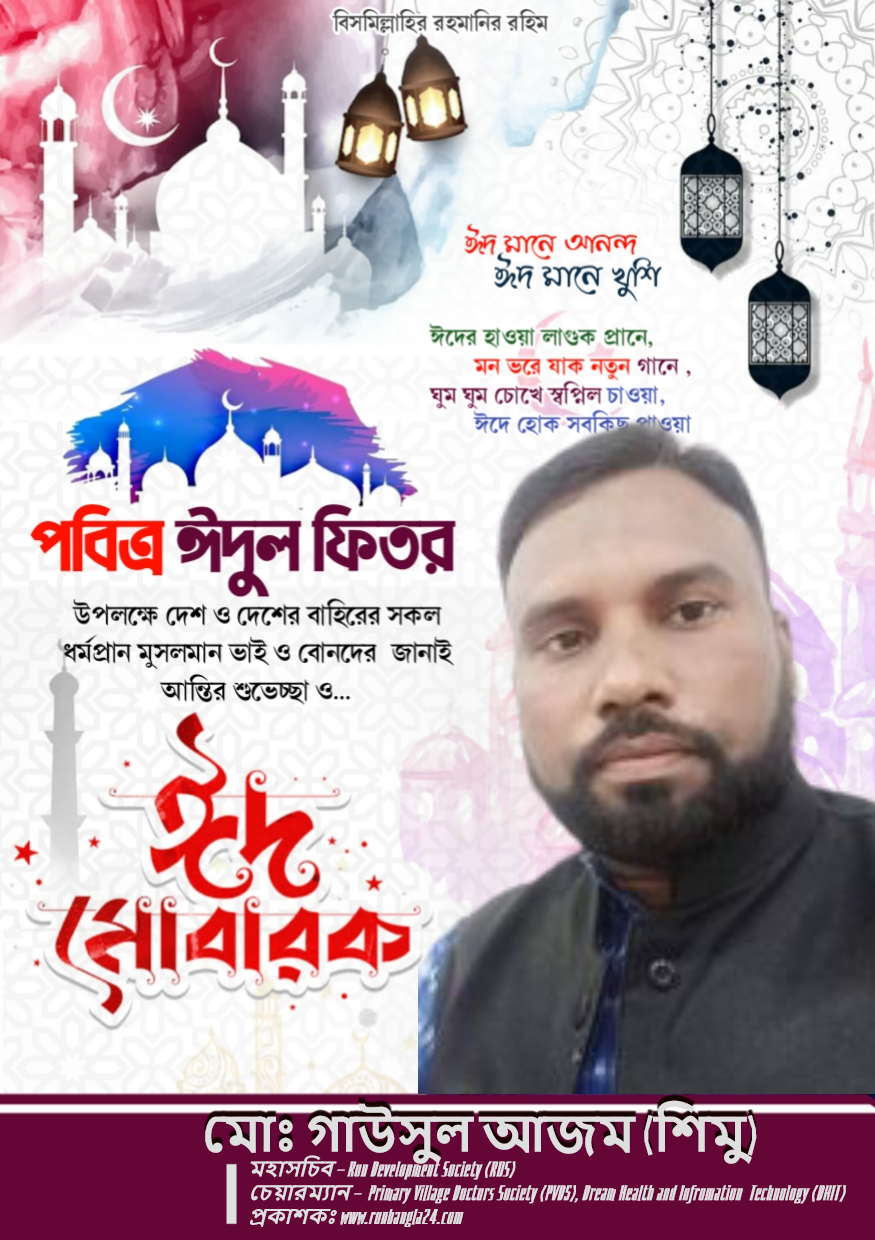 বিসমিল্লাহির রহমানির রহিম
ঈদ মানে আনন্দ
ঈদ মানে খুশি
ঈদের হাওয়া লাগুক প্রানে,
মন ভরে যাক নতুন গানে ,
ঘুম ঘুম চোখে স্বপ্নিল চাওয়া,
ঈদে হোক সবকিছু পাওয়া
পবিত্র ঈদুল ফিতর
উপলক্ষে দেশ ও দেশের বাহিরের সকল
ধর্মপ্রান মুসলমান ভাই ও বোনদের জানাই
আন্তির শুভেচ্ছা ও...
ঈদ
মোবারক
মোঃ গাউসুল আজম (শিমু)
মহাসচিব – Run Development Society (RDS)
চেয়ারম্যান – Primary Village Doctors Society (PVDS), Dream Health and Infromation Technology (DHIT)
প্রকাশকঃ www.runbangla24.com